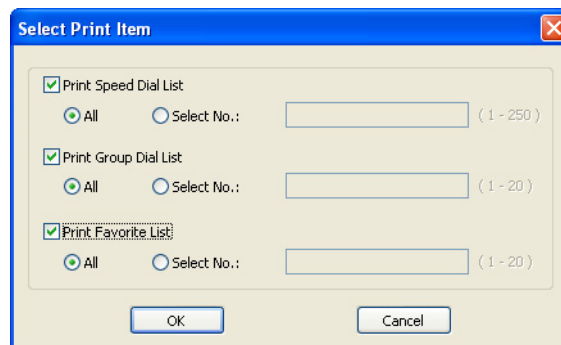 Select Print Item
Print Speed Dial List
All Select No.: ( 1 - 250 )
Print Group Dial List
All Select No.: ( 1 - 20 )
Print Favorite List
All Select No.: ( 1 - 20 )
OK Cancel